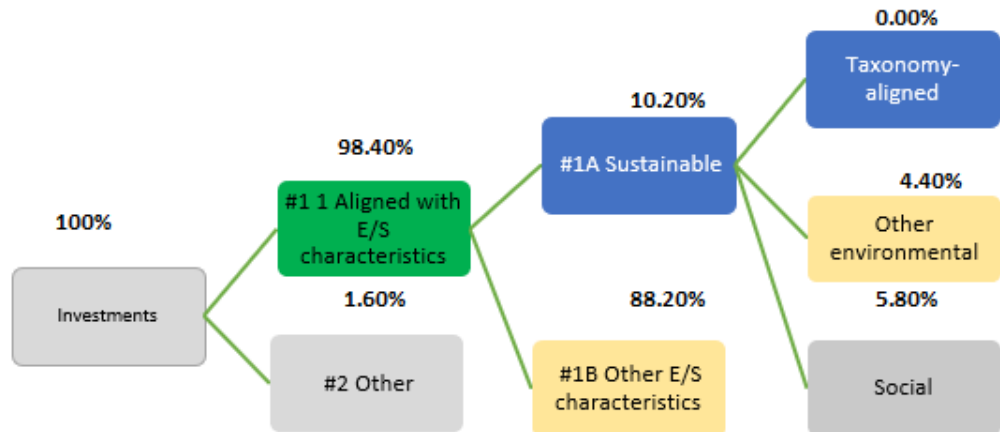 0.00%
Taxonomy-
aligned
10.20%
#1A Sustainable
98.40%
#1 1 Aligned with
E/S
characteristics
4.40%
Other
environmental
100%
Investments
1.60%
#2 Other
88.20%
#1B Other E/S
characteristics
5.80%
Social